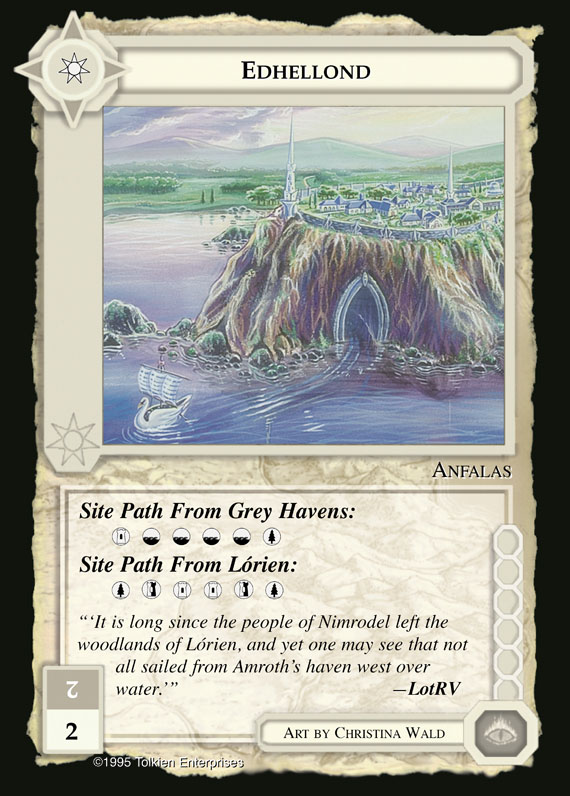 EDHELLOND
ANFALAS
Site Path From Grey Havens:
Site Path From Lórien:
“‘It is long since the people of Nimrodel left the
woodlands of Lórien, and yet one may see that not
all sailed from Amroth’s haven west over
water.’” —LotRV
2
2
ART BY CHRISTINA WALD
©1995 Tolkien Enterprises